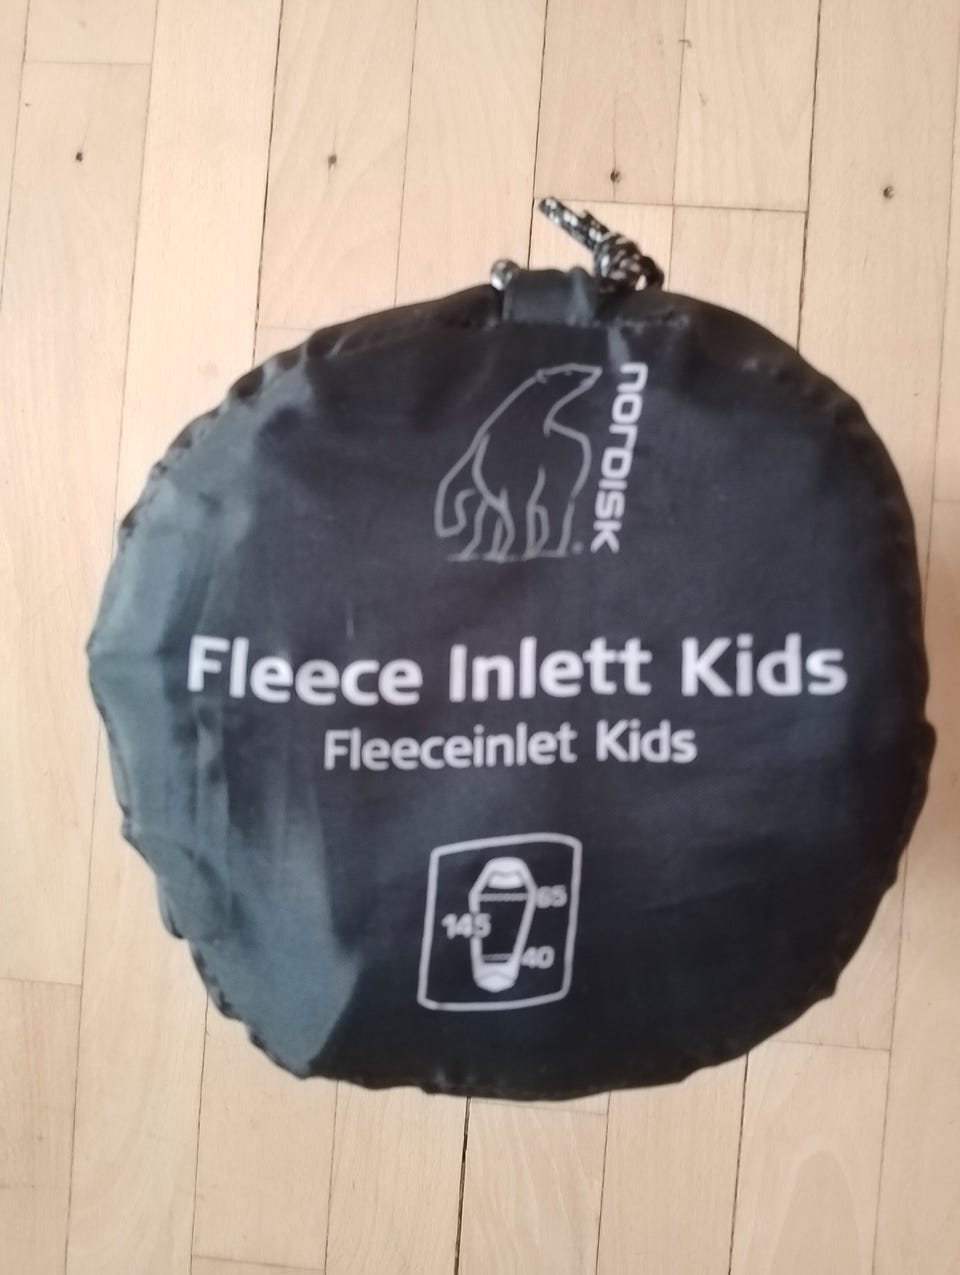 nordisk
Fleece Inlett Kids
Fleeceinlet Kids
65
145
40